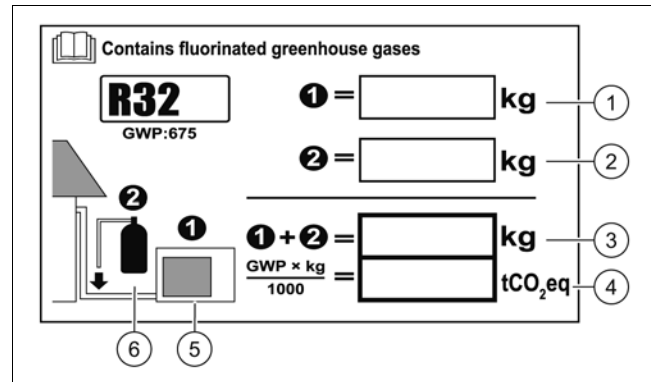 Contains fluorinated greenhouse gases
R32
GWP:675
❶ = kg
1
❷ = kg
2
❶+❷ = kg
3
GWP × kg
1000
= tCO₂eq
4
❷
❶
6
5